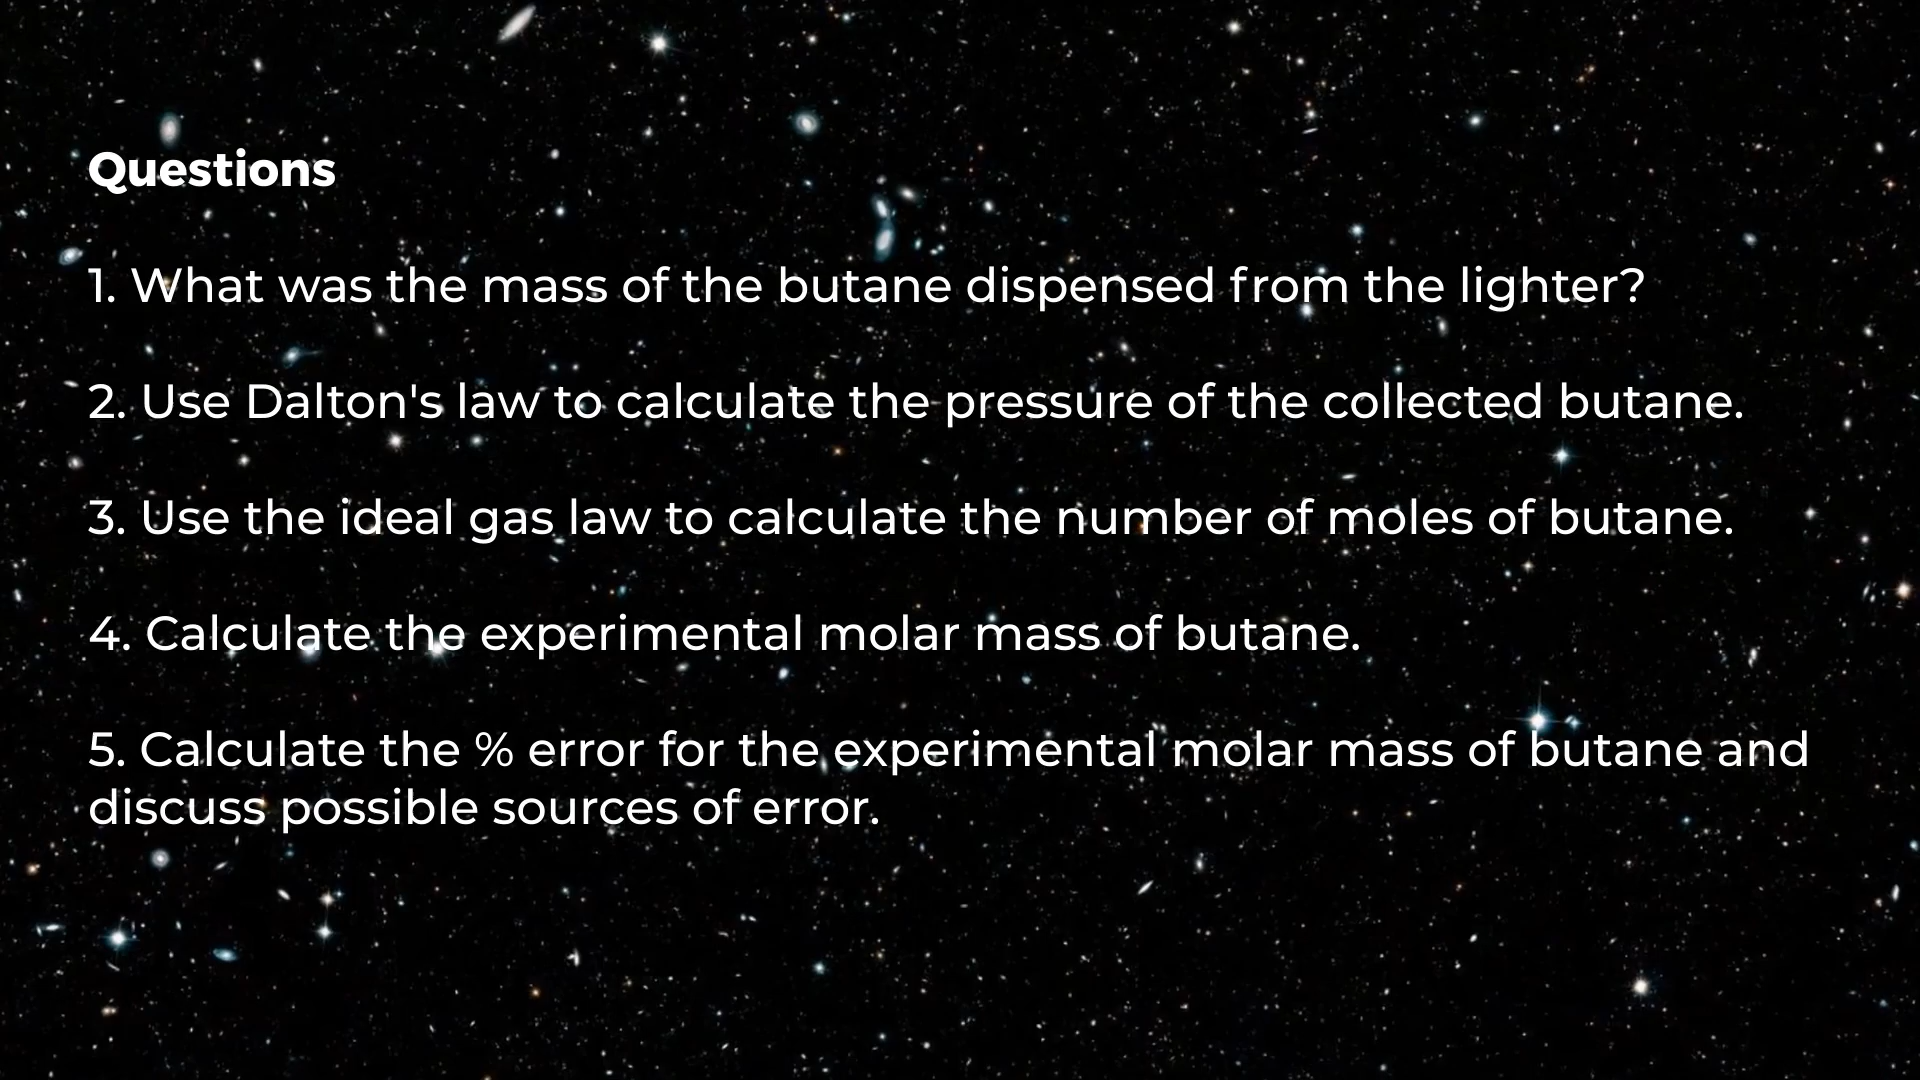 Questions
1. What was the mass of the butane dispensed from the lighter?
2. Use Dalton's law to calculate the pressure of the collected butane.
3. Use the ideal gas law to calculate the number of moles of butane.
4. Calculate the experimental molar mass of butane.
5. Calculate the % error for the experimental molar mass of butane and
discuss possible sources of error.